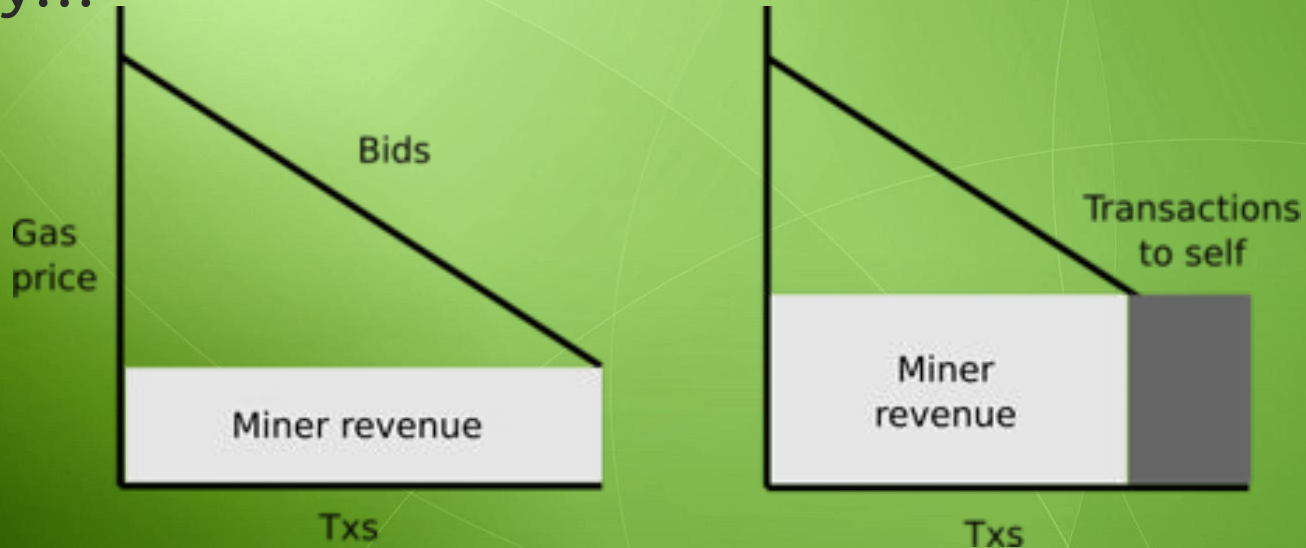 y...
Bids
Gas
price
Miner revenue
Txs
Transactions
to self
Miner
revenue
Txs